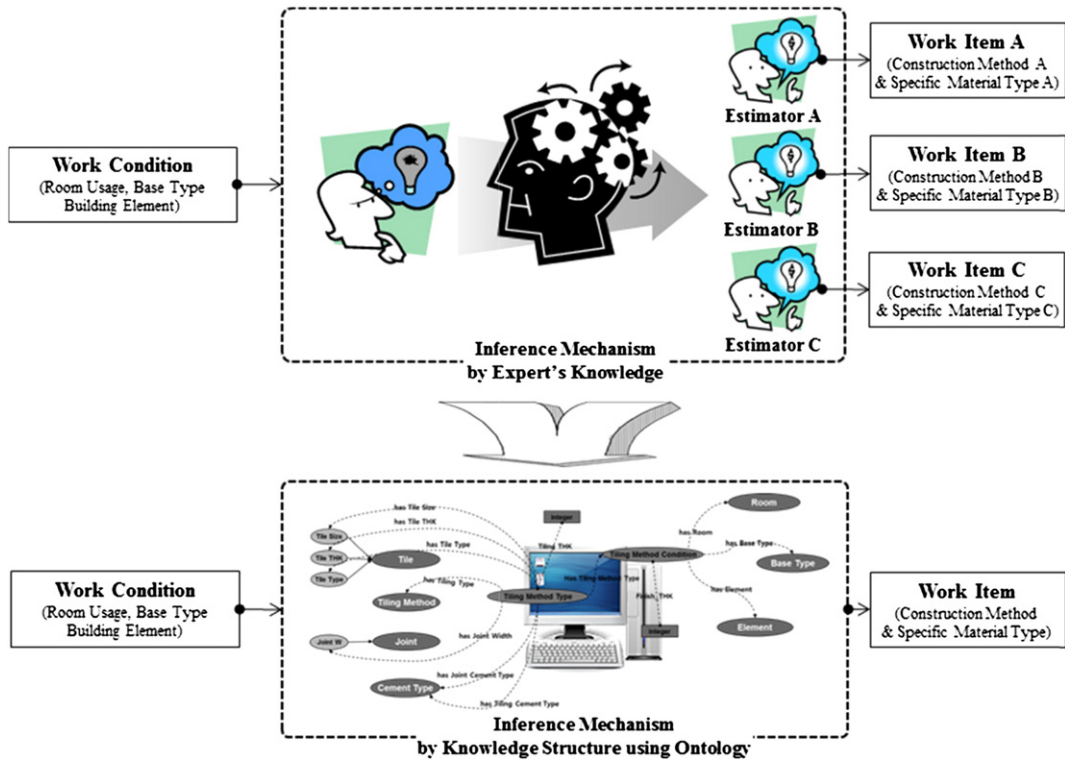 Work Condition
(Room Usage, Base Type
Building Element)
Estimator A
Estimator B
Estimator C
Work Item A
(Construction Method A
& Specific Material Type A)
Work Item B
(Construction Method B
& Specific Material Type B)
Work Item C
(Construction Method C
& Specific Material Type C)
Inference Mechanism
by Expert's Knowledge
Work Condition
(Room Usage, Base Type
Building Element)
has Tile Size
has Tile THK
has Tile Type
Tile Size
Tile THK
Tile Type
Tile
has Tiling Type
Tiling Method
Joint W
Joint
has Joint Width
Cement Type
has Joint Cement Type
has Tiling Cement Type
Integer
Tiling THK
Tiling Method Type
Has Tiling Method Type
Tiling Method Condition
Finish_THK
Integer
has Room
Room
has Base Type
Base Type
has Element
Element
Work Item
(Construction Method
& Specific Material Type)
Inference Mechanism
by Knowledge Structure using Ontology